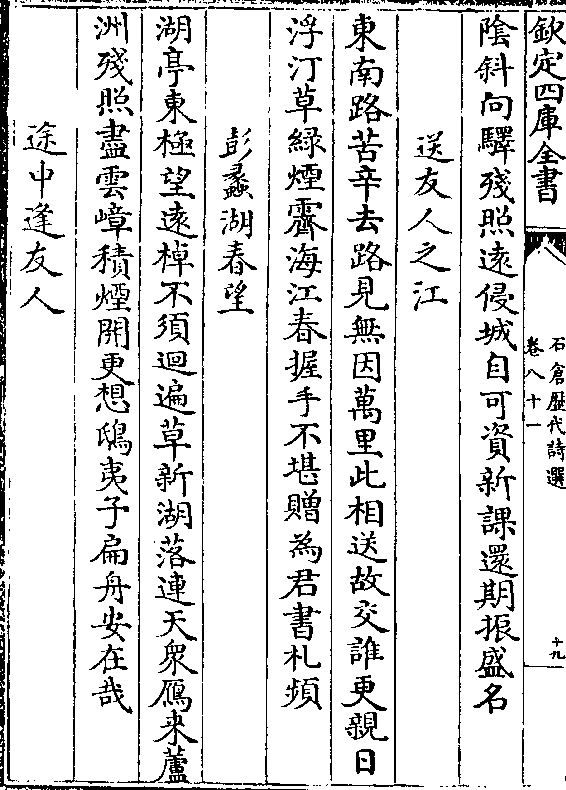 欽定四庫全書
石倉歴代詩選
卷八十一
十九
陰斜向驛殘照遠侵城自可資新課還期振盛名
送友人之江
東南路苦辛去路見無因萬里此相送故交誰更親日
浮汀草綠煙霽海江春握手不堪贈為君書札頻
彭蠡湖春望
湖亭東極望遠棹不須迴遍草新湖落連天衆鴈来蘆
洲殘照盡雲嶂積煙開更想鴟夷子扁舟安在哉
途中逢友人